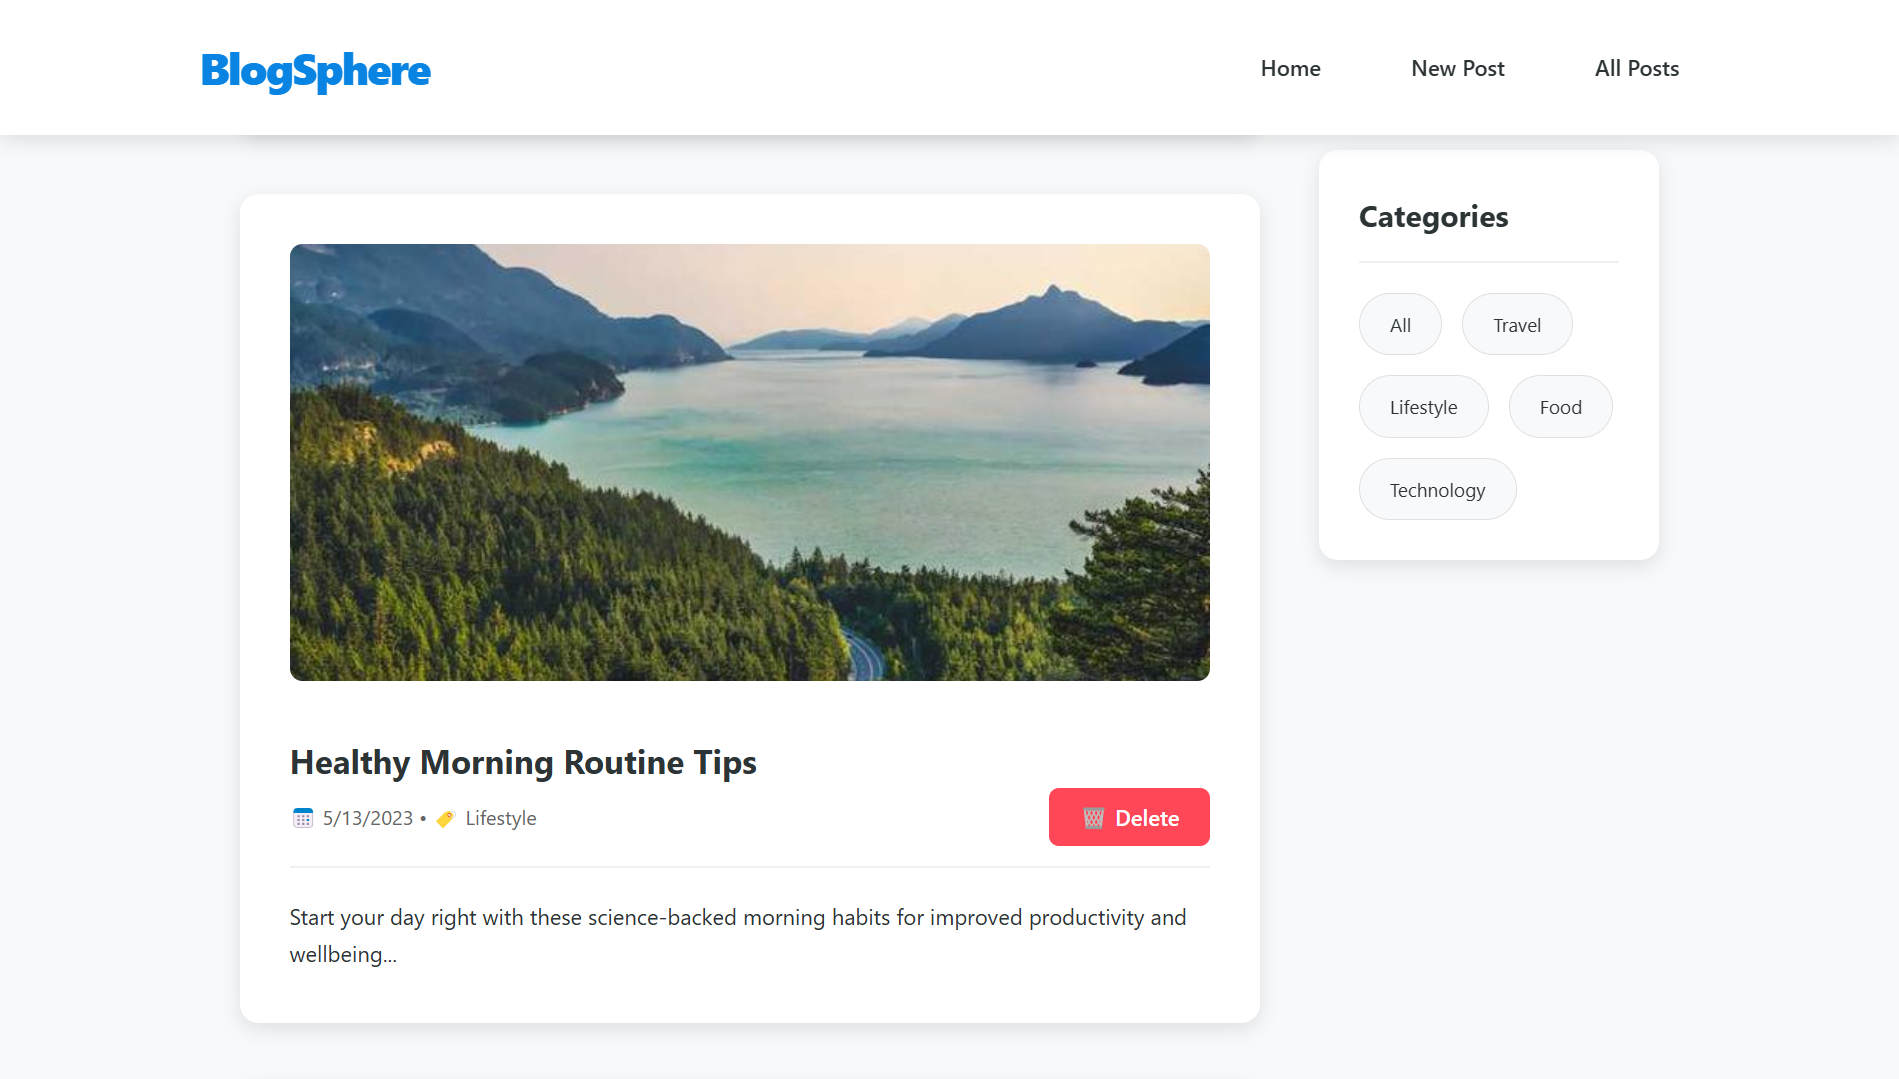 BlogSphere
Home
New Post
All Posts
Healthy Morning Routine Tips
5/13/2023 • Lifestyle
Delete
Start your day right with these science-backed morning habits for improved productivity and
wellbeing...
Categories
All
Travel
Lifestyle
Food
Technology